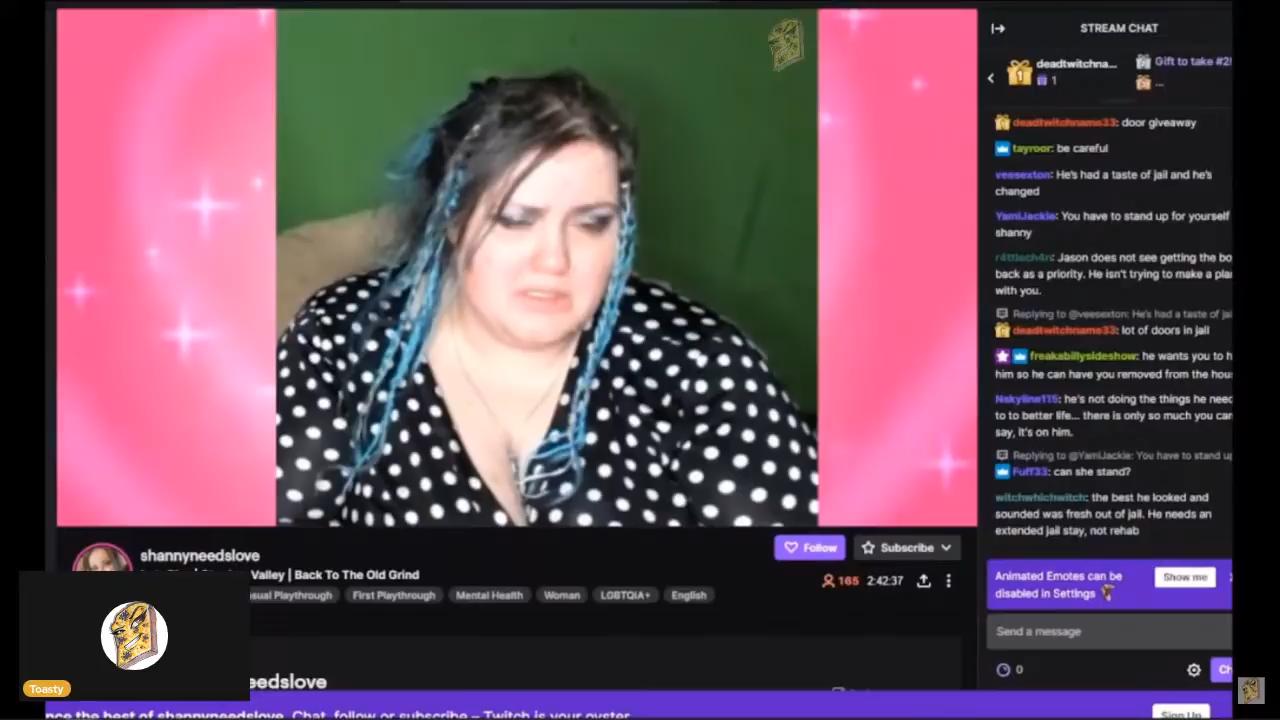 STREAM CHAT
deadtwitchna...
1
Gift to take #2!
...
deadtwitchname33: door giveaway
tayroor: be careful
veesexton: He's had a taste of jail and he's
changed
YamiJackie: You have to stand up for yourself
shanny
r4ttlech4n: Jason does not see getting the bo
back as a priority. He isn't trying to make a pla
with you.
Replying to @veesexton: He's had a taste of jai
deadtwitchname33: lot of doors in jail
freakabillysideshow: he wants you to h
him so he can have you removed from the hous
Nskyline115: he's not doing the things he need
to to better life... there is only so much you can
say, it's on him.
Replying to @YamiJackie: You have to stand up
Fuff33: can she stand?
witchwhichwitch: the best he looked and
sounded was fresh out of jail. He needs an
extended jail stay, not rehab
shannyneedslove
Follow
Subscribe
Valley | Back To The Old Grind
165
2:42:37
sual Playthrough
First Playthrough
Mental Health
Woman
LGBTQIA+
English
Animated Emotes can be
disabled in Settings
Show me
Send a message
0
Ch
Toasty
eedslove
nce the best of shannyneedslove. Chat, follow or subscribe – Twitch is your oyster.
Sign Up